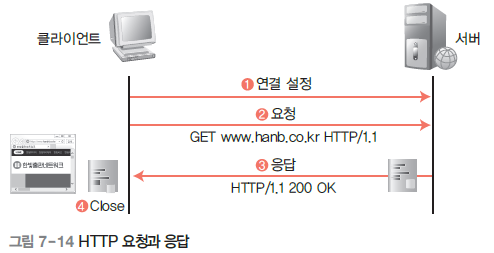 클라이언트
서버
❶ 연결 설정
❷ 요청
GET www.hanb.co.kr HTTP/1.1
❸ 응답
HTTP/1.1 200 OK
한빛출판네트워크
❹ Close
그림 7-14 HTTP 요청과 응답